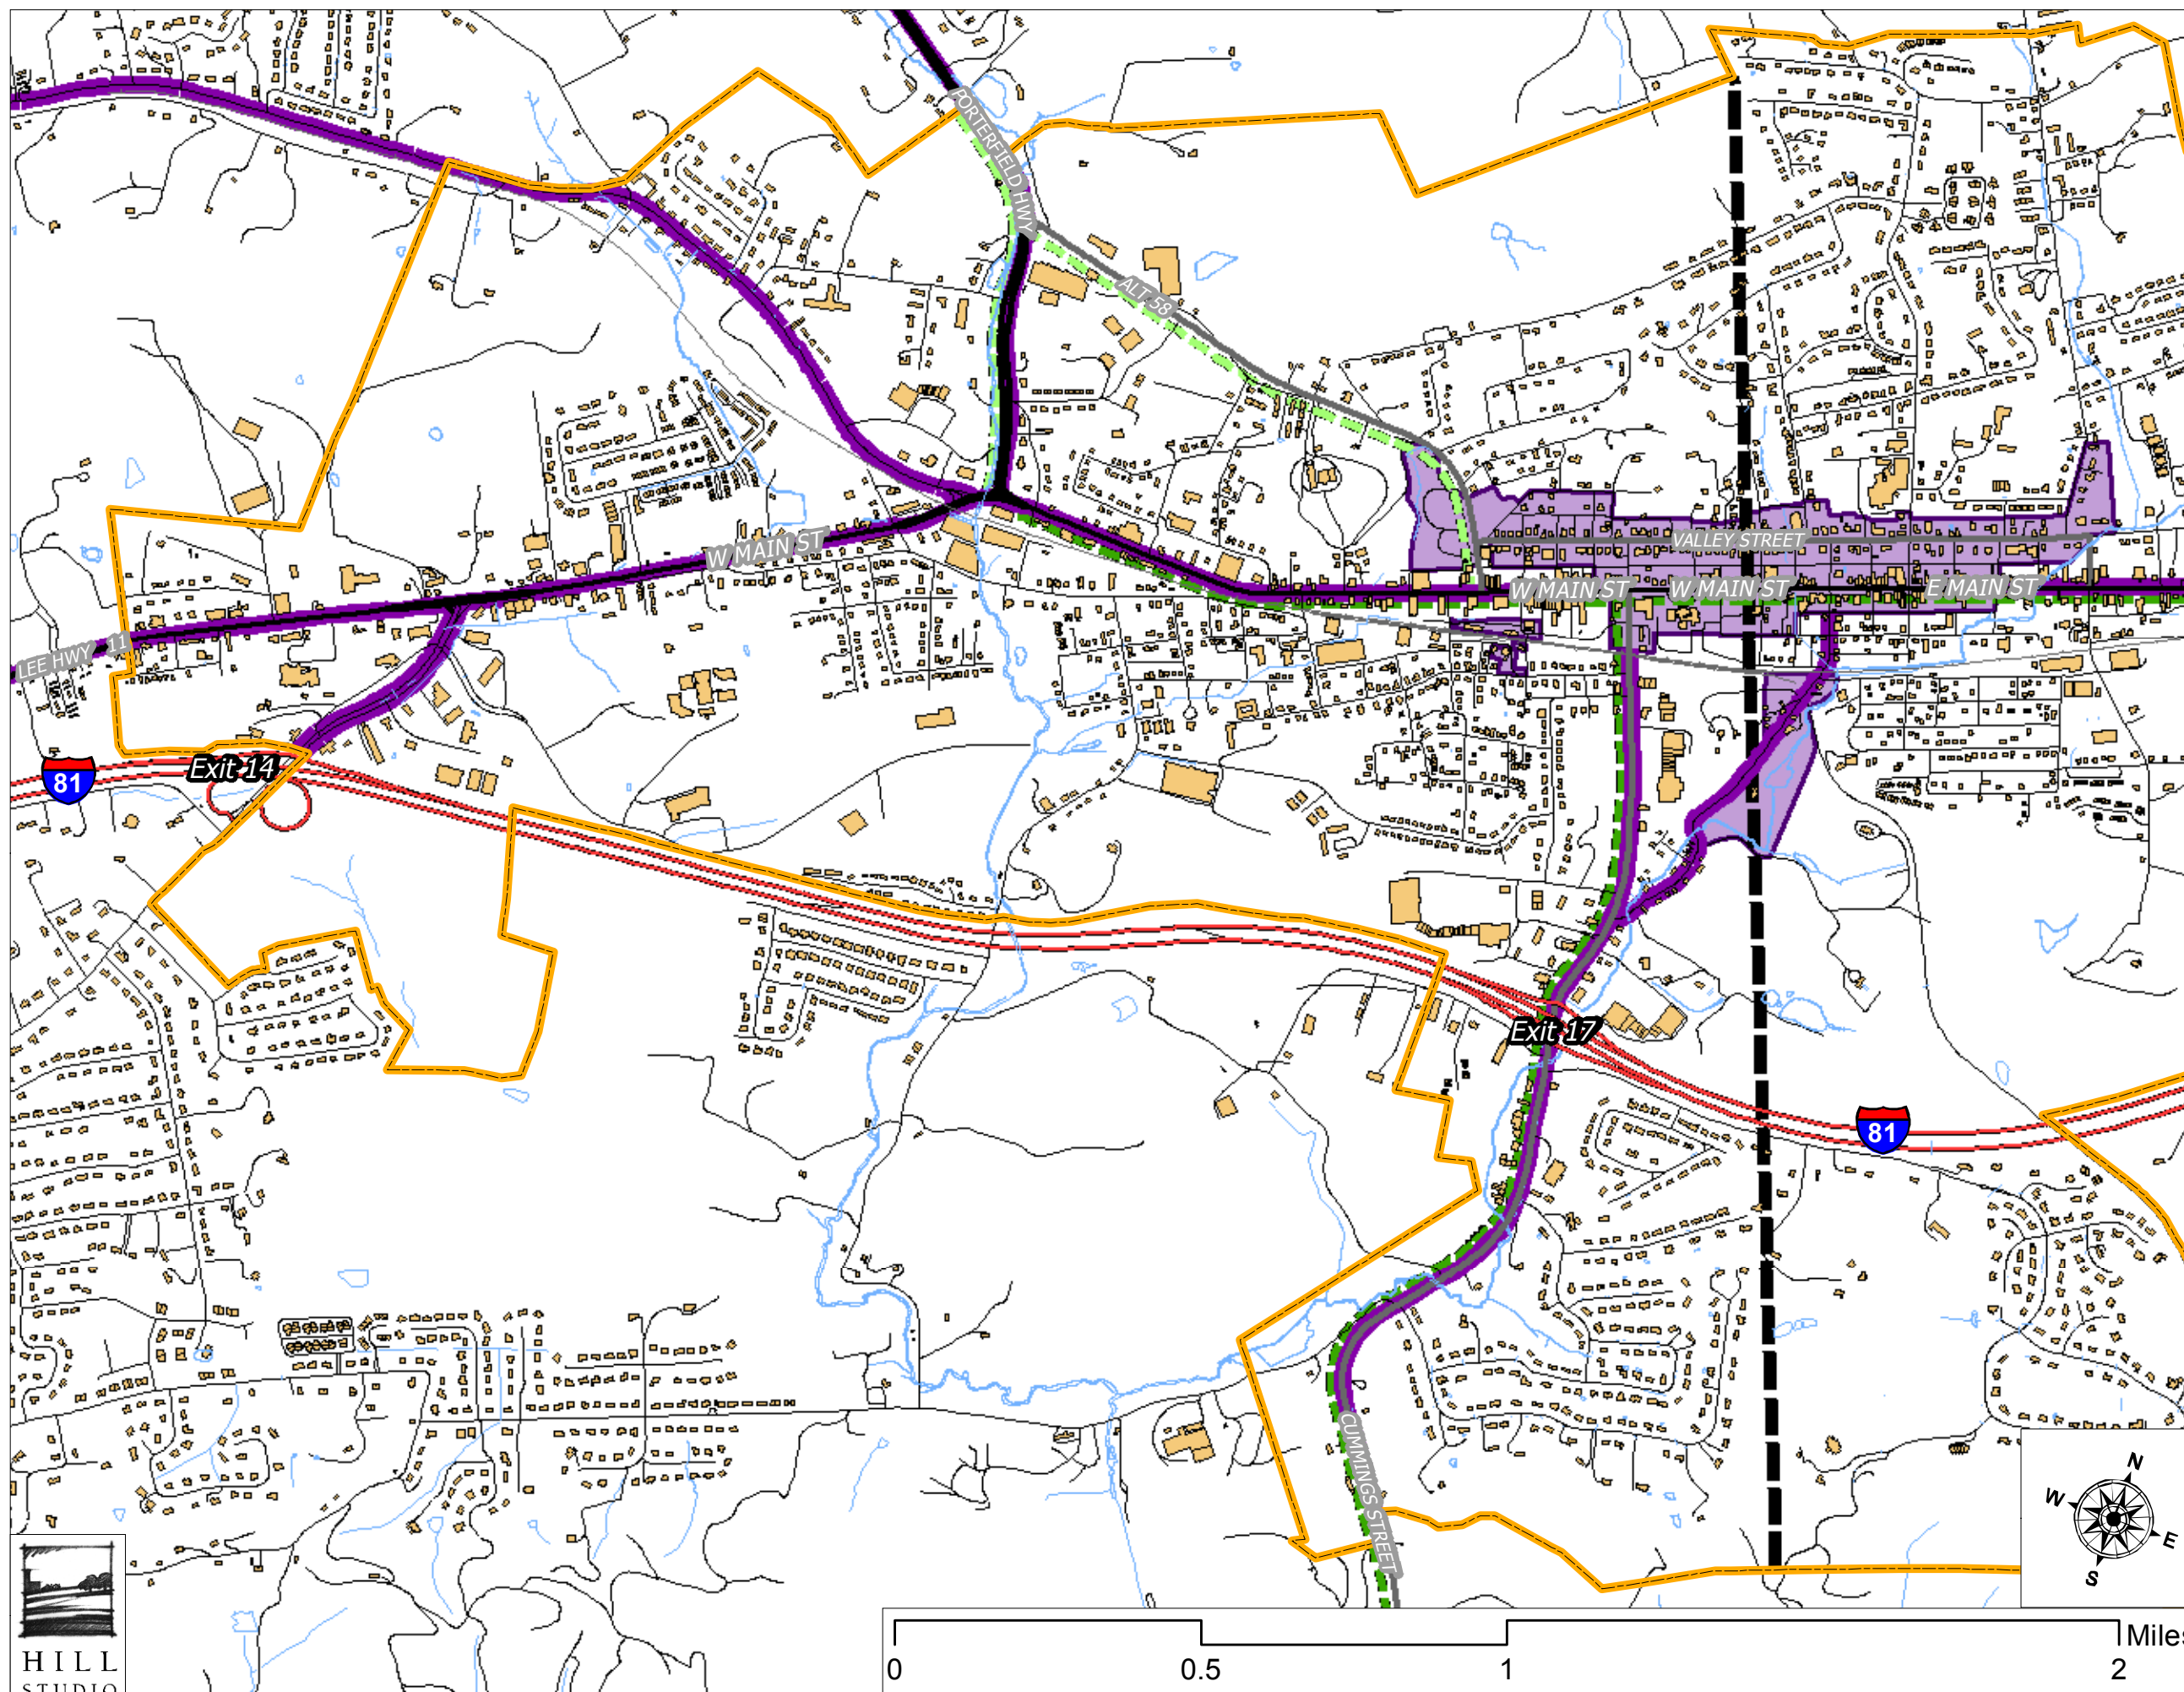 PORTERFIELD HWY
ALT 58
W MAIN ST
VALLEY STREET
W MAIN ST
W MAIN ST
E MAIN ST
LEE HWY 11
Exit 14
81
Exit 17
81
CUMMINGS STREET
N
W
E
S
HILL
STUDIO
Miles
0
0.5
1
2